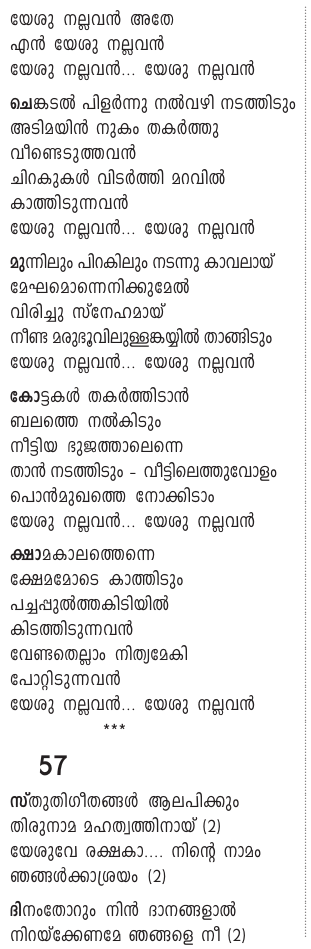 യേശു നല്ലവൻ അതേ
എൻ യേശു നല്ലവൻ
യേശു നല്ലവൻ... യേശു നല്ലവൻ
ചെങ്കടൽ പിളർന്നു നൽവഴി നടത്തിടും
അടിമയിൻ നുകം തകർത്തു
വീണ്ടെടുത്തവൻ
ചിറകുകൾ വിടർത്തി മറവിൽ
കാത്തിടുന്നവൻ
യേശു നല്ലവൻ... യേശു നല്ലവൻ
മുന്നിലും പിറകിലും നടന്നു കാവലായ്
മേഘമൊന്നെനിക്കുമേൽ
വിരിച്ചു സ്നേഹമായ്
നീണ്ട മരുഭൂവിലുള്ളങ്കയ്യിൽ താങ്ങിടും
യേശു നല്ലവൻ... യേശു നല്ലവൻ
കോട്ടകൾ തകർത്തിടാൻ
ബലത്തെ നൽകിടും
നീട്ടിയ ഭുജത്താലെന്നെ
താൻ നടത്തിടും - വീട്ടിലെത്തുവോളം
പൊൻമുഖത്തെ നോക്കിടാം
യേശു നല്ലവൻ... യേശു നല്ലവൻ
ക്ഷാമകാലത്തെന്നെ
ക്ഷേമമോടെ കാത്തിടും
പച്ചപ്പുൽത്തകിടിയിൽ
കിടത്തിടുന്നവൻ
വേണ്ടതെല്ലാം നിത്യമേകി
പോറ്റിടുന്നവൻ
യേശു നല്ലവൻ... യേശു നല്ലവൻ
***
57
സ്തുതിഗീതങ്ങൾ ആലപിക്കും
തിരുനാമ മഹത്വത്തിനായ് (2)
യേശുവേ രക്ഷകാ.... നിന്റെ നാമം
ഞങ്ങൾക്കാശ്രയം (2)
ദിനംതോറും നിൻ ദാനങ്ങളാൽ
നിറയ്ക്കേണമേ ഞങ്ങളെ നീ (2)